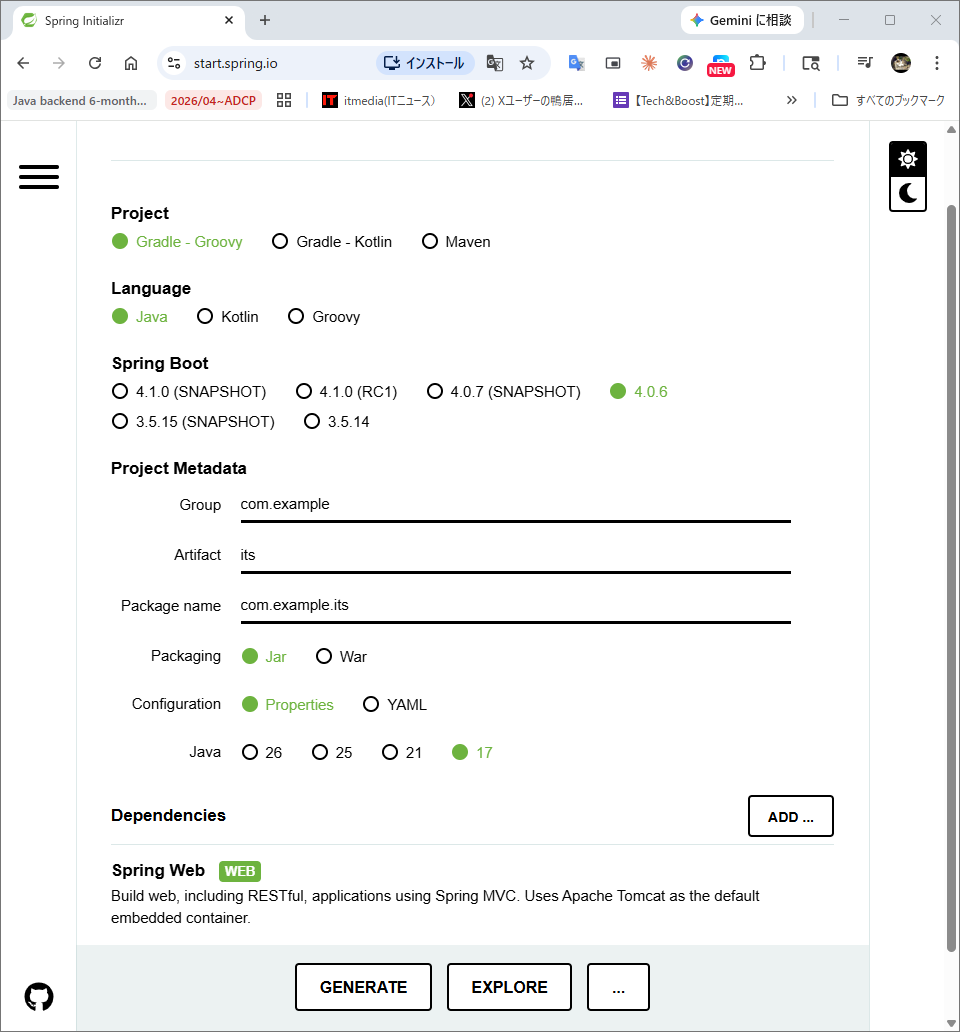 Spring Initializr
Gemini に相談
start.spring.io
インストール
NEW
Java backend 6-month...
2026/04~ADCP
IT itmedia(ITニュース)
(2) Xユーザーの鴨居...
【Tech&Boost】定期...
すべてのブックマーク
Project
Gradle - Groovy Gradle - Kotlin Maven
Language
Java Kotlin Groovy
Spring Boot
4.1.0 (SNAPSHOT) 4.1.0 (RC1) 4.0.7 (SNAPSHOT) 4.0.6
3.5.15 (SNAPSHOT) 3.5.14
Project Metadata
Group com.example
Artifact its
Package name com.example.its
Packaging Jar War
Configuration Properties YAML
Java 26 25 21 17
Dependencies
ADD ...
Spring Web WEB
Build web, including RESTful, applications using Spring MVC. Uses Apache Tomcat as the default
embedded container.
GENERATE EXPLORE ...